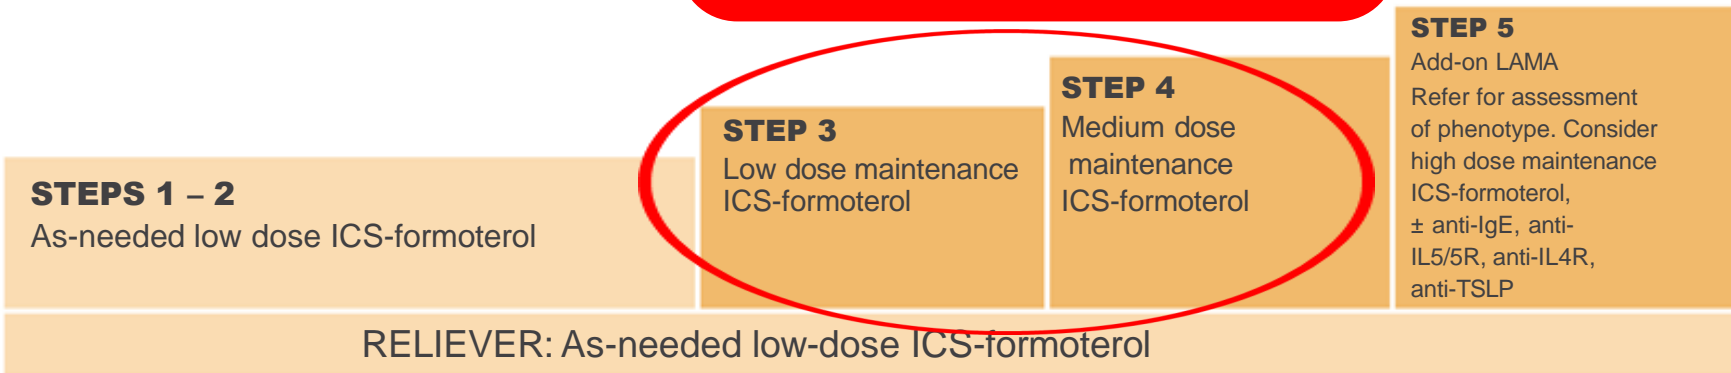 STEPS 1 – 2
As-needed low dose ICS-formoterol
STEP 3
Low dose maintenance
ICS-formoterol
STEP 4
Medium dose
maintenance
ICS-formoterol
STEP 5
Add-on LAMA
Refer for assessment
of phenotype. Consider
high dose maintenance
ICS-formoterol,
± anti-IgE, anti-
IL5/5R, anti-IL4R,
anti-TSLP
RELIEVER: As-needed low-dose ICS-formoterol